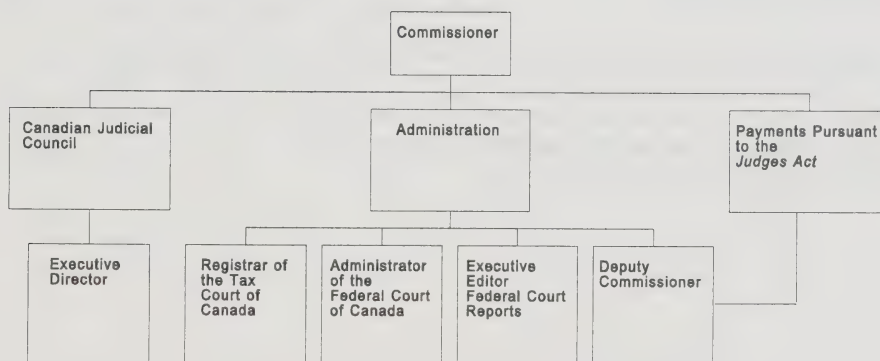 Commissioner
Canadian Judicial
Council
Administration
Payments Pursuant
to the
Judges Act
Executive
Director
Registrar of
the Tax
Court of
Canada
Administrator
of the
Federal Court
of Canada
Executive
Editor
Federal Court
Reports
Deputy
Commissioner